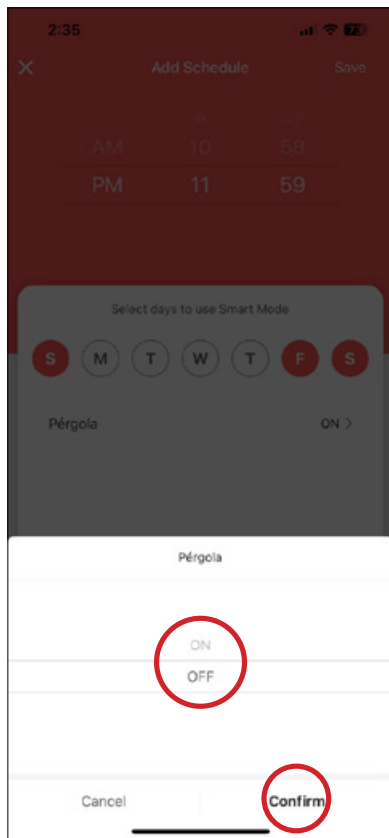 2:35 73
Add Schedule Save
AM 10 58
PM 11 59
Select days to use Smart Mode
S M T W T F S
Pérgola ON >
Pérgola
ON
OFF
Cancel Confirm